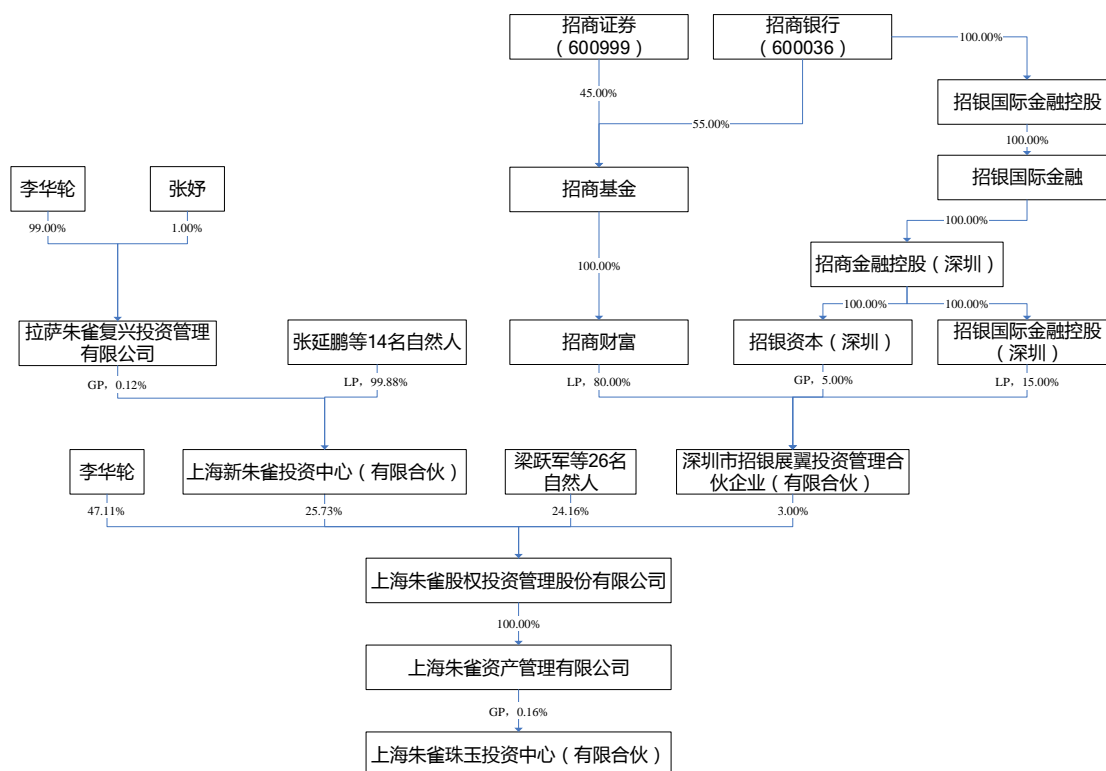 招商证券
（600999）
招商银行
（600036）
100.00%
招银国际金融控股
45.00%
55.00%
100.00%
李华轮
张妤
招商基金
招银国际金融
99.00%
1.00%
100.00%
招商金融控股（深圳）
100.00%
100.00%
100.00%
拉萨朱雀复兴投资管理
有限公司
张延鹏等14名自然人
招商财富
招银资本（深圳）
招银国际金融控股
（深圳）
GP，0.12%
LP，99.88%
LP，80.00%
GP，5.00%
LP，15.00%
李华轮
上海新朱雀投资中心（有限合伙）
梁跃军等26名
自然人
深圳市招银展翼投资管理合
伙企业（有限合伙）
47.11%
25.73%
24.16%
3.00%
上海朱雀股权投资管理股份有限公司
100.00%
上海朱雀资产管理有限公司
GP，0.16%
上海朱雀珠玉投资中心（有限合伙）